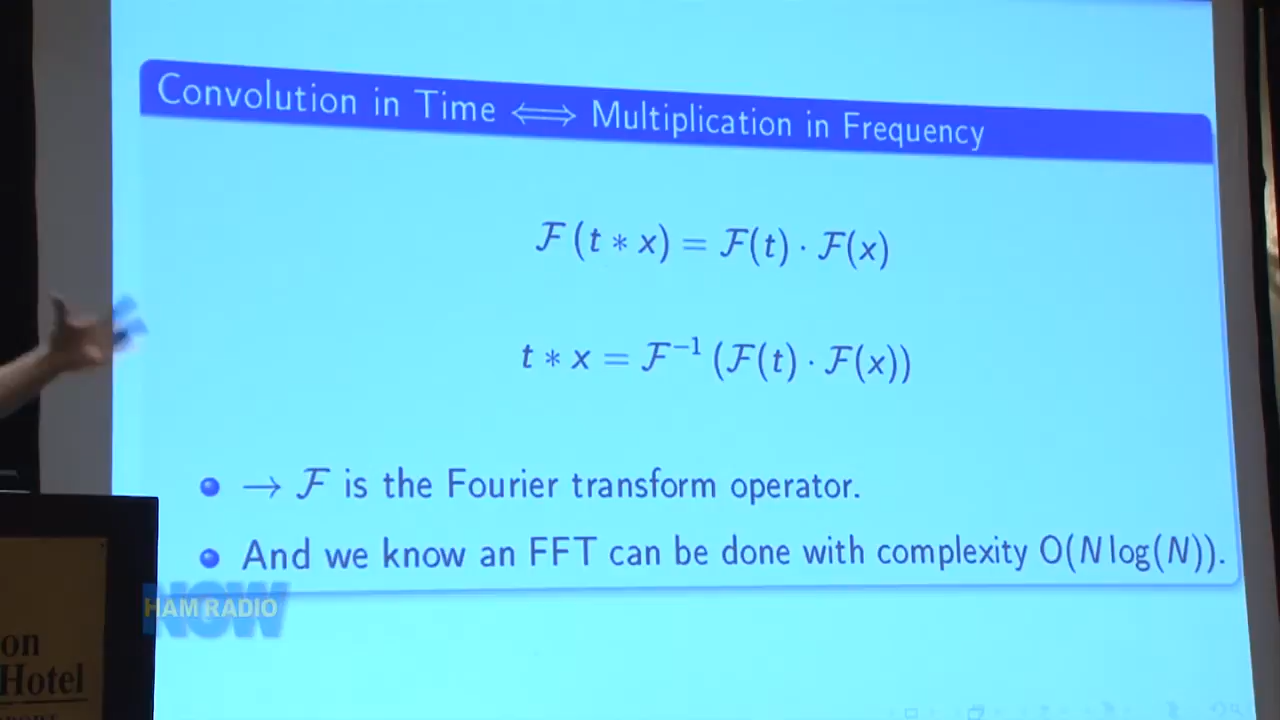 Convolution in Time ⟺ Multiplication in Frequency
F (t ∗ x) = F(t) · F(x)
t ∗ x = F⁻¹ (F(t) · F(x))
→ F is the Fourier transform operator.
And we know an FFT can be done with complexity O(N log(N)).
HAM RADIO
NOW
on
Hotel